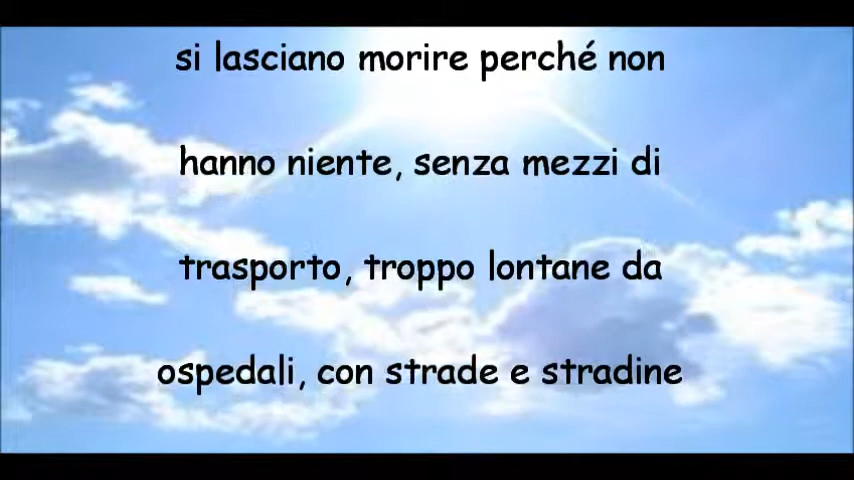 si lasciano morire perché non
hanno niente, senza mezzi di
trasporto, troppo lontane da
ospedali, con strade e stradine